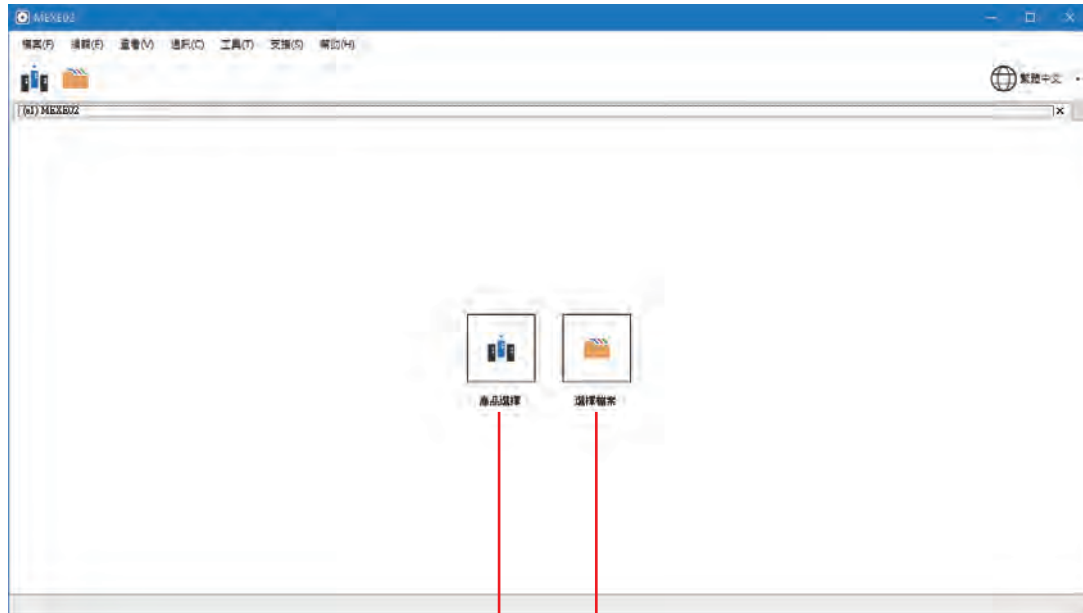 MEXE02
檔案(F) 編輯(E) 查看(V) 通訊(C) 工具(T) 支援(S) 幫助(H)
繁體中文
(s1) MEXE02
產品選擇 選擇檔案